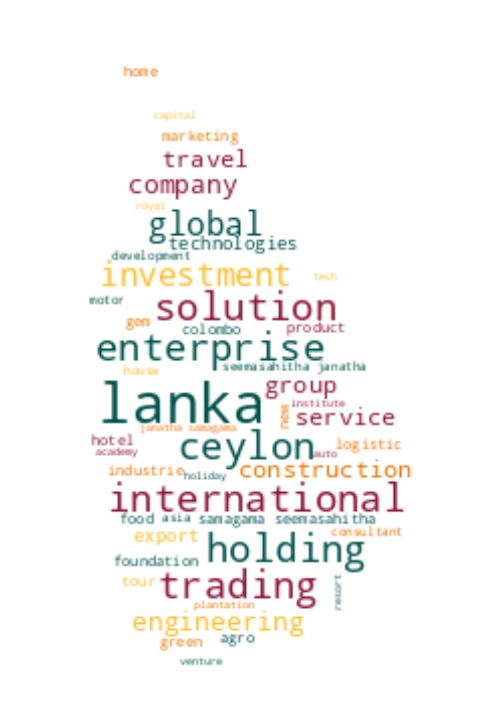 home
capital
marketing
travel
company
royal
global
technologies
development
investment tech
motor solution
gem colombo product
enterprise
seemasahitha janatha
house group
lanka institute
new service
janatha samagama
hotel ceylon logistic
academy auto
industrie holiday construction
international
food asia samagama seemasahitha
export consultant
holding
foundation
tour trading resort
plantation
engineering
green agro
venture